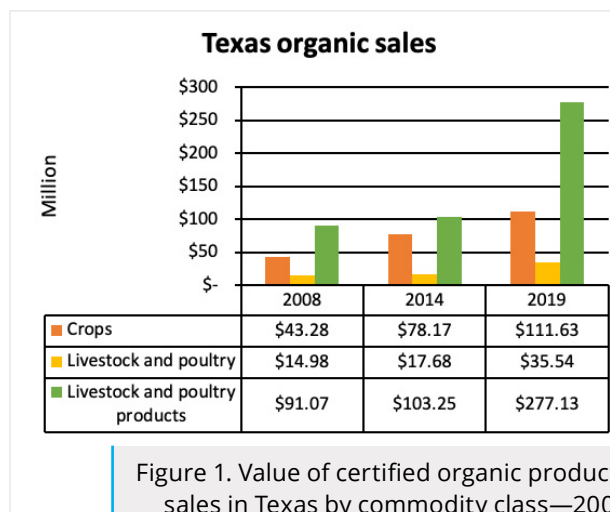 Texas organic sales
$300
$250
$200
$150
$100
$50
$-
Million
2008 2014 2019
Crops $43.28 $78.17 $111.63
Livestock and poultry $14.98 $17.68 $35.54
Livestock and poultry
products $91.07 $103.25 $277.13
Figure 1. Value of certified organic produc
sales in Texas by commodity class—200